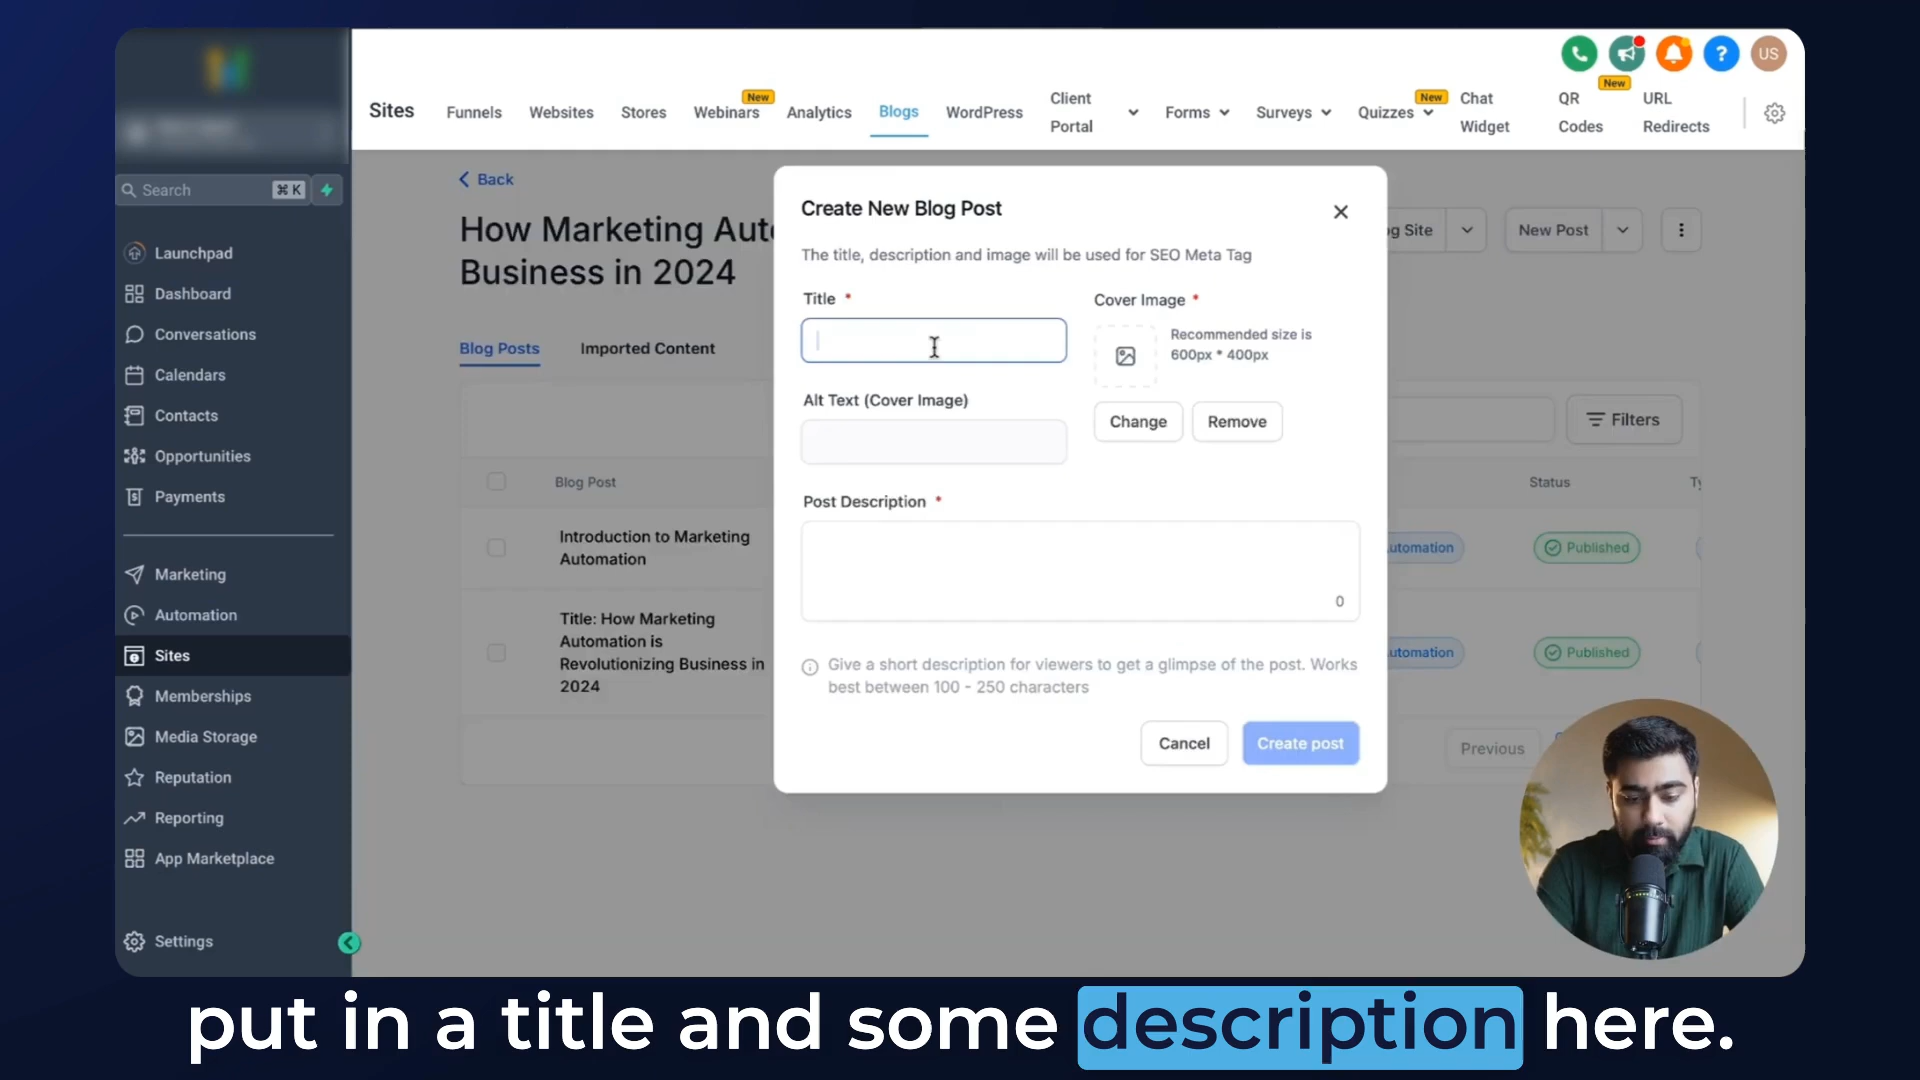 US
Sites
Funnels
Websites
Stores
Webinars
New
Analytics
Blogs
WordPress
Client
Portal
Forms
Surveys
Quizzes
New
Chat
Widget
QR
Codes
New
URL
Redirects
Search
⌘ K
Launchpad
Dashboard
Conversations
Calendars
Contacts
Opportunities
Payments
Marketing
Automation
Sites
Memberships
Media Storage
Reputation
Reporting
App Marketplace
Settings
Back
How Marketing
Business in 2024
Site
New Post
Blog Posts
Imported Content
Filters
Blog Post
Status
Introduction to Marketing
Automation
Published
Title: How Marketing
Automation is
Revolutionizing Business in
2024
Published
Previous
Create New Blog Post
The title, description and image will be used for SEO Meta Tag
Title *
Cover Image *
Recommended size is
600px * 400px
Alt Text (Cover Image)
Change
Remove
Post Description *
0
Give a short description for viewers to get a glimpse of the post. Works
best between 100 - 250 characters
Cancel
Create post
put in a title and some description here.